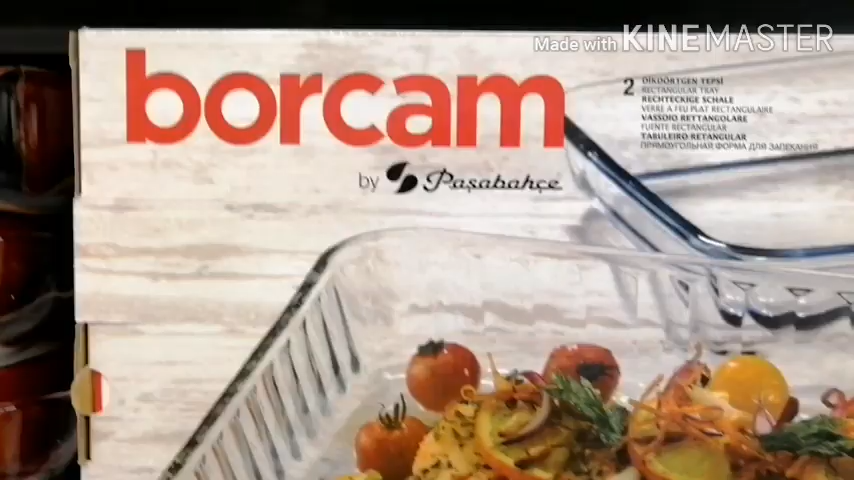 Made with KINEMASTER
borcam
by Paşabahçe
2 DİKDÖRTGEN TEPSİ
RECTANGULAR TRAY
RECHTECKIGE SCHALE
VERRE A FEU PLAT RECTANGULAIRE
VASSOIO RETTANGOLARE
FUENTE RECTANGULAR
TABULEIRO RETANGULAR
ПРЯМОУГОЛЬНАЯ ФОРМА ДЛЯ ЗАПЕКАНИЯ